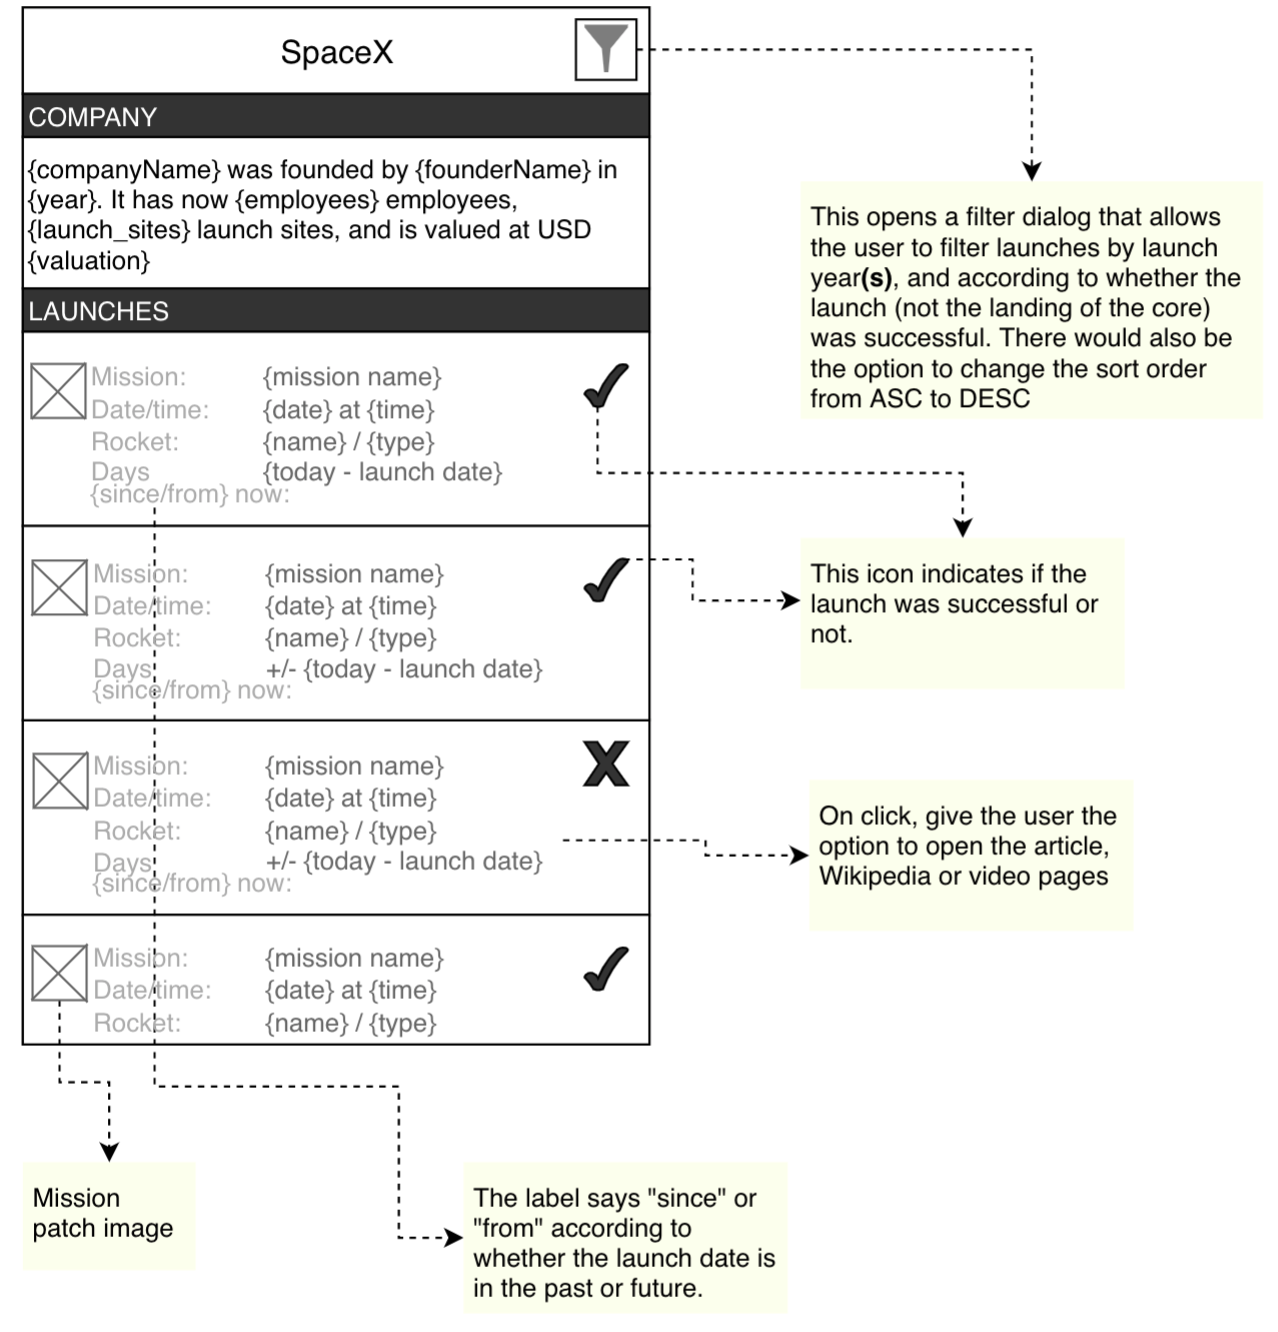 SpaceX
COMPANY
{companyName} was founded by {founderName} in
{year}. It has now {employees} employees,
{launch_sites} launch sites, and is valued at USD
{valuation}
LAUNCHES
Mission: {mission name}
Date/time: {date} at {time}
Rocket: {name} / {type}
Days {today - launch date}
{since/from} now:
Mission: {mission name}
Date/time: {date} at {time}
Rocket: {name} / {type}
Days +/- {today - launch date}
{since/from} now:
Mission: {mission name}
Date/time: {date} at {time}
Rocket: {name} / {type}
Days +/- {today - launch date}
{since/from} now:
Mission: {mission name}
Date/time: {date} at {time}
Rocket: {name} / {type}
This opens a filter dialog that allows
the user to filter launches by launch
year(s), and according to whether the
launch (not the landing of the core)
was successful. There would also be
the option to change the sort order
from ASC to DESC
This icon indicates if the
launch was successful or
not.
On click, give the user the
option to open the article,
Wikipedia or video pages
Mission
patch image
The label says "since" or
"from" according to
whether the launch date is
in the past or future.